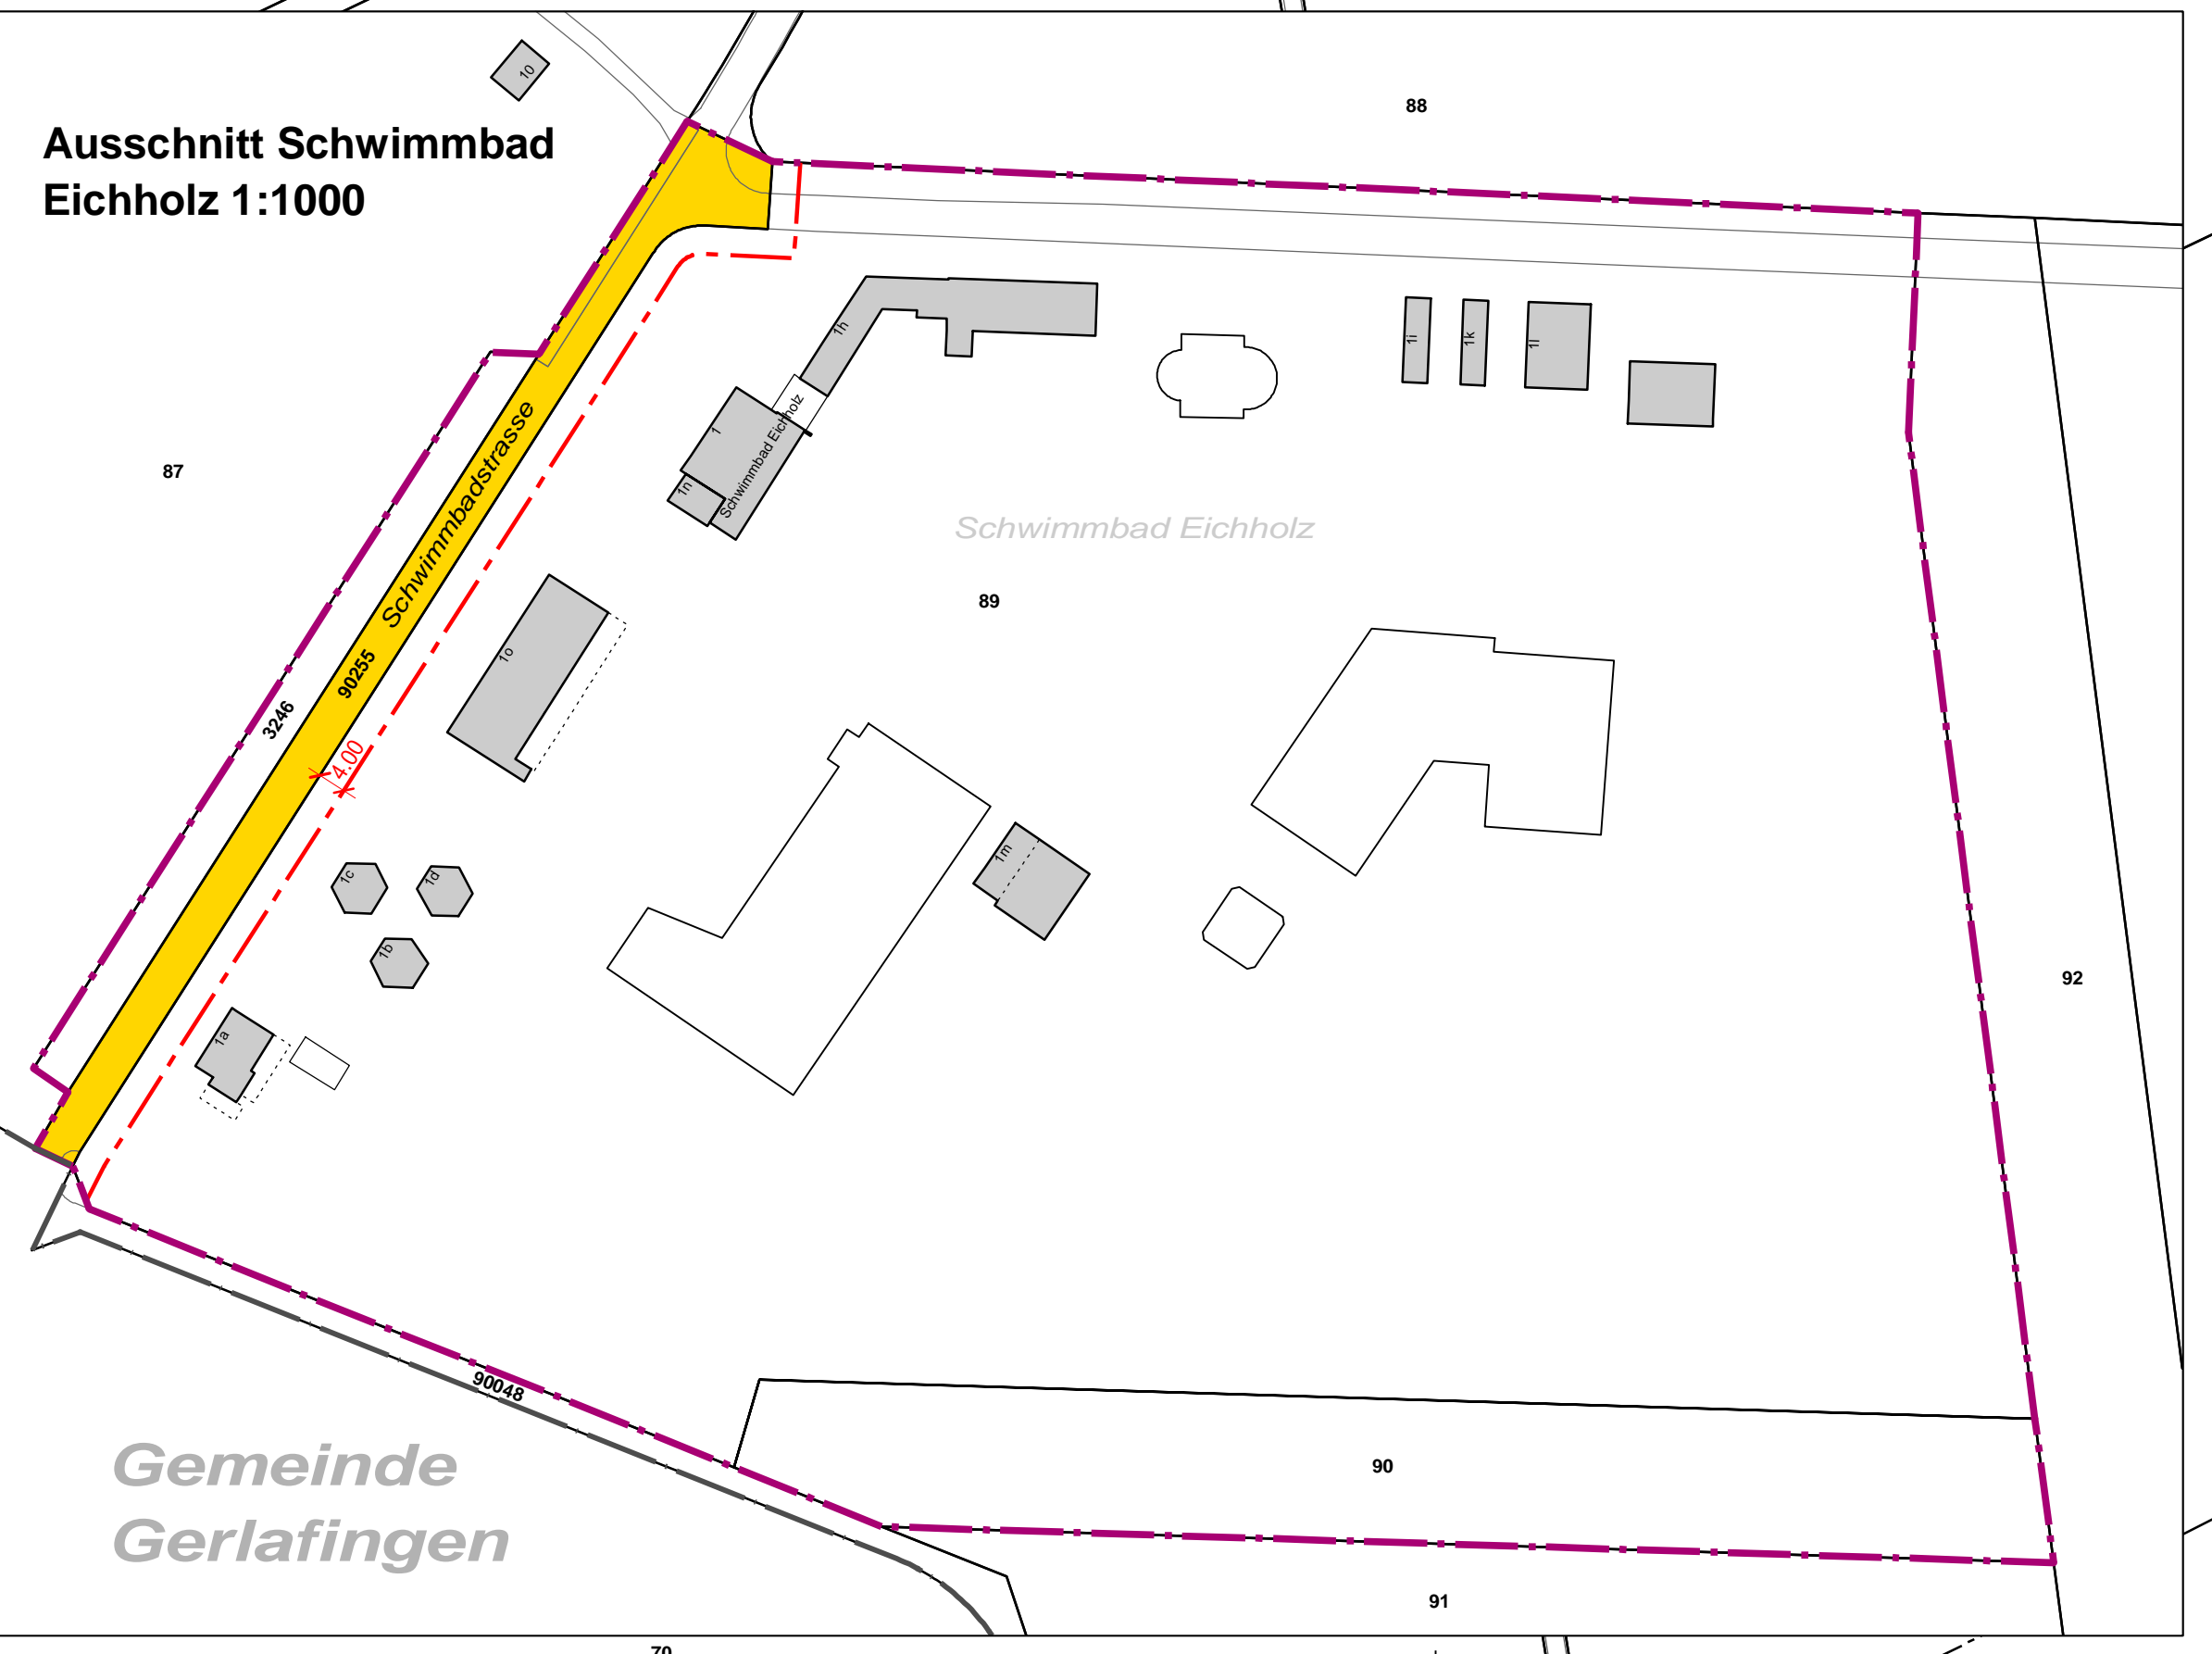 10
88
Ausschnitt Schwimmbad
Eichholz 1:1000
1h
1i
1k
1l
1
Schwimmbad Eichholz
1n
Schwimmbadstrasse
87
Schwimmbad Eichholz
89
1o
90255
3246
4.00
1m
1c
1d
1b
92
1a
90048
Gemeinde
Gerlafingen
90
91